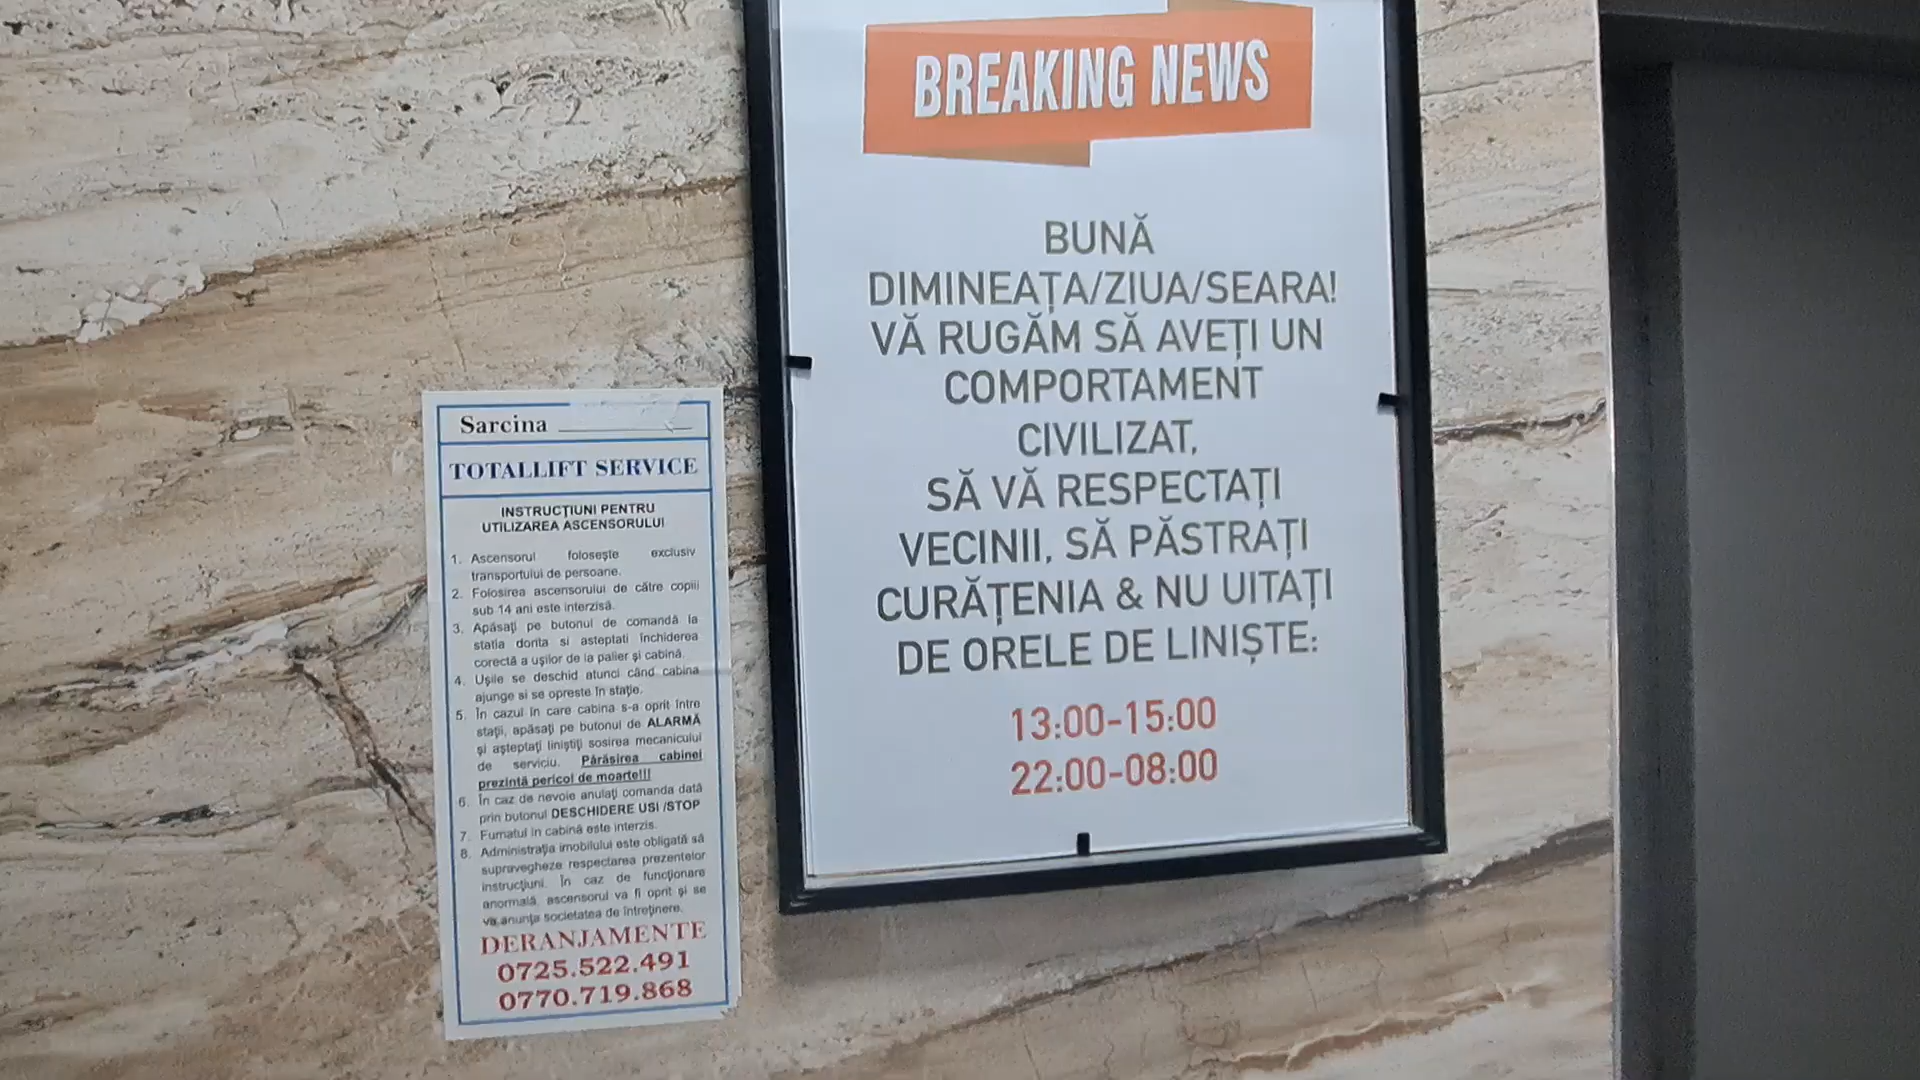 BREAKING NEWS
BUNĂ
DIMINEAȚA/ZIUA/SEARA!
VĂ RUGĂM SĂ AVEȚI UN
COMPORTAMENT
CIVILIZAT,
SĂ VĂ RESPECTAȚI
VECINII, SĂ PĂSTRAȚI
CURĂȚENIA & NU UITAȚI
DE ORELE DE LINIȘTE:
13:00-15:00
22:00-08:00
Sarcina
TOTALLIFT SERVICE
INSTRUCȚIUNI PENTRU
UTILIZAREA ASCENSORULUI
1. Ascensorul folosește exclusiv
transportului de persoane.
2. Folosirea ascensorului de către copiii
sub 14 ani este interzisă.
3. Apăsați pe butonul de comandă la
statia dorita si asteptati închiderea
corectă a ușilor de la palier și cabină.
4. Ușile se deschid atunci când cabina
ajunge si se opreste în stație.
5. În cazul în care cabina s-a oprit între
stații, apăsați pe butonul de ALARMĂ
și așteptați liniștiți sosirea mecanicului
de serviciu. Părăsirea cabinei
prezintă pericol de moarte!!!
6. În caz de nevoie anulați comanda dată
prin butonul DESCHIDERE USI /STOP
7. Fumatul in cabină este interzis.
8. Administrația imobilului este obligată să
supravegheze respectarea prezentelor
instrucțiuni. În caz de funcționare
anormală, ascensorul va fi oprit și se
va anunța societatea de întreținere.
DERANJAMENTE
0725.522.491
0770.719.868